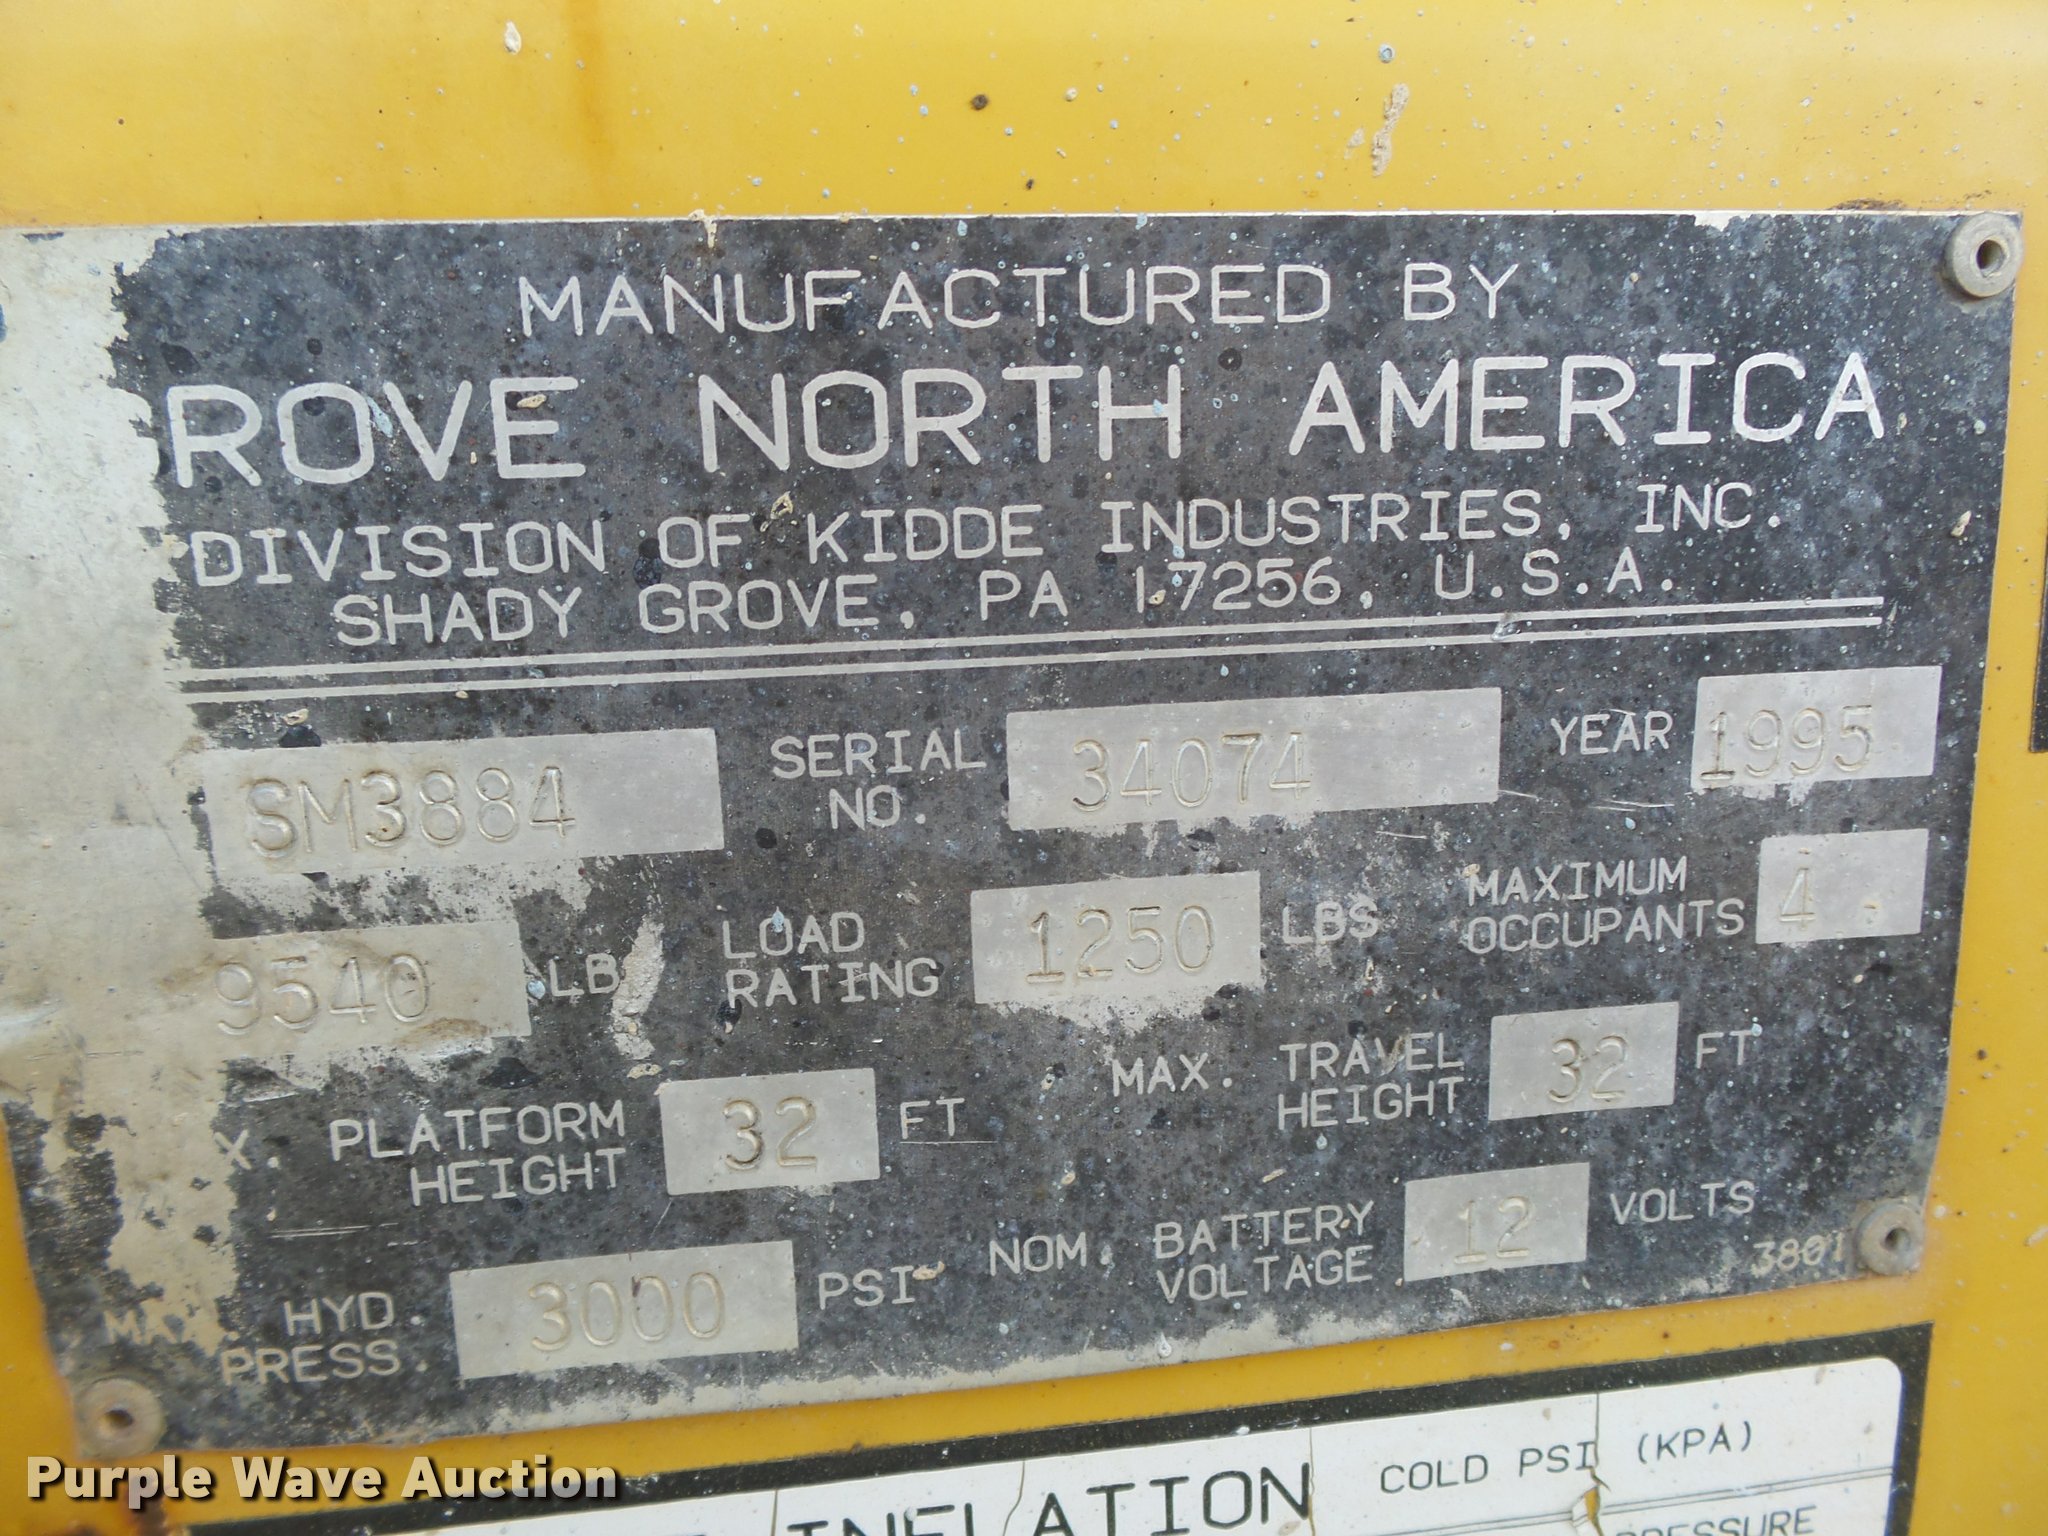 MANUFACTURED BY
ROVE NORTH AMERICA
DIVISION OF KIDDE INDUSTRIES, INC.
SHADY GROVE, PA 17256, U.S.A.
SM3884 SERIAL NO. 34074 YEAR 1995
9540 LB LOAD RATING 1250 LBS MAXIMUM OCCUPANTS 4
X. PLATFORM HEIGHT 32 FT MAX. TRAVEL HEIGHT 32 FT
MAX. HYD. PRESS. 3000 PSI NOM. BATTERY VOLTAGE 12 VOLTS
3801
INFLATION COLD PSI (KPA)
PRESSURE
Purple Wave Auction